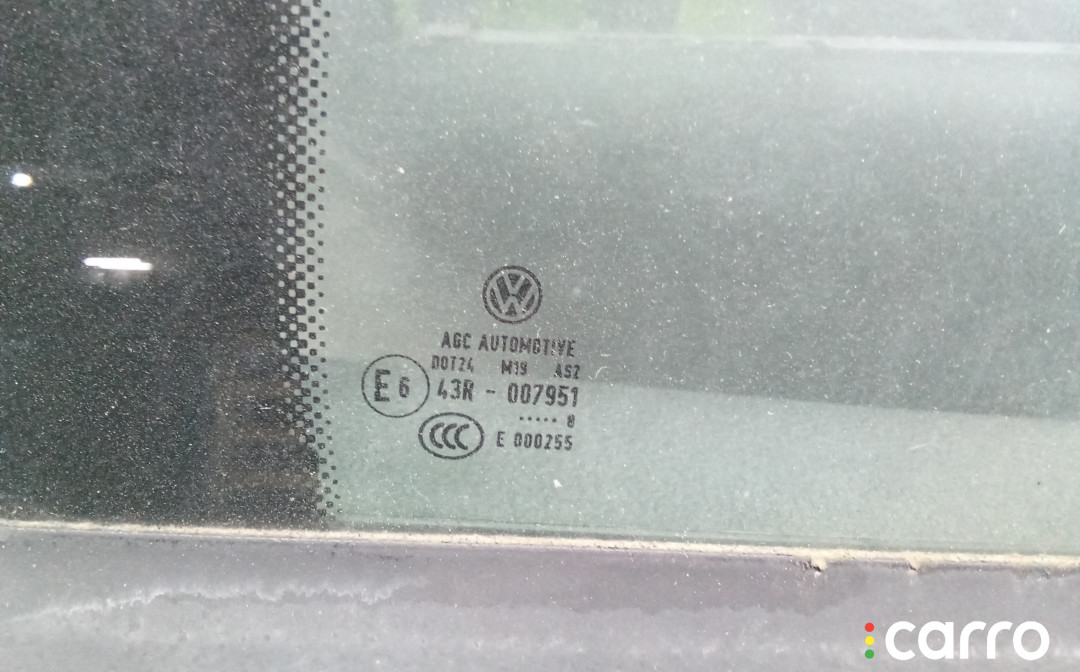 AGC AUTOMOTIVE
DOT24 M19 AS2
E6 43R - 007951
..... 8
CCC E 000255
carro